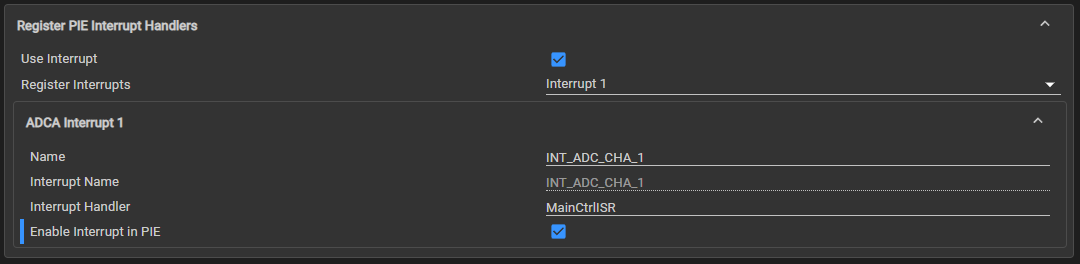 Register PIE Interrupt Handlers
Use Interrupt
Register Interrupts Interrupt 1
ADCA Interrupt 1
Name INT_ADC_CHA_1
Interrupt Name INT_ADC_CHA_1
Interrupt Handler MainCtrlISR
Enable Interrupt in PIE